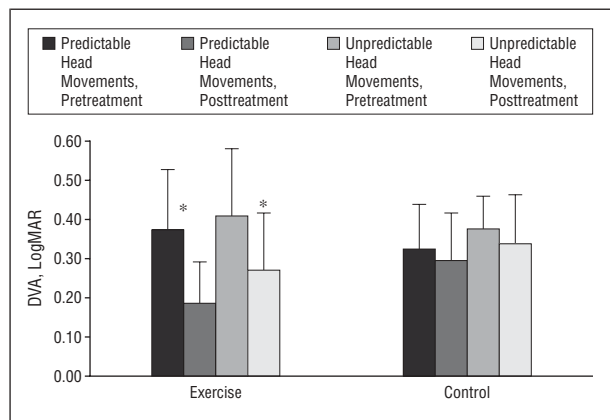 Predictable Head Movements, Pretreatment
Predictable Head Movements, Posttreatment
Unpredictable Head Movements, Pretreatment
Unpredictable Head Movements, Posttreatment
0.60
0.50
0.40
0.30
0.20
0.10
0.00
DVA, LogMAR
*
*
Exercise
Control